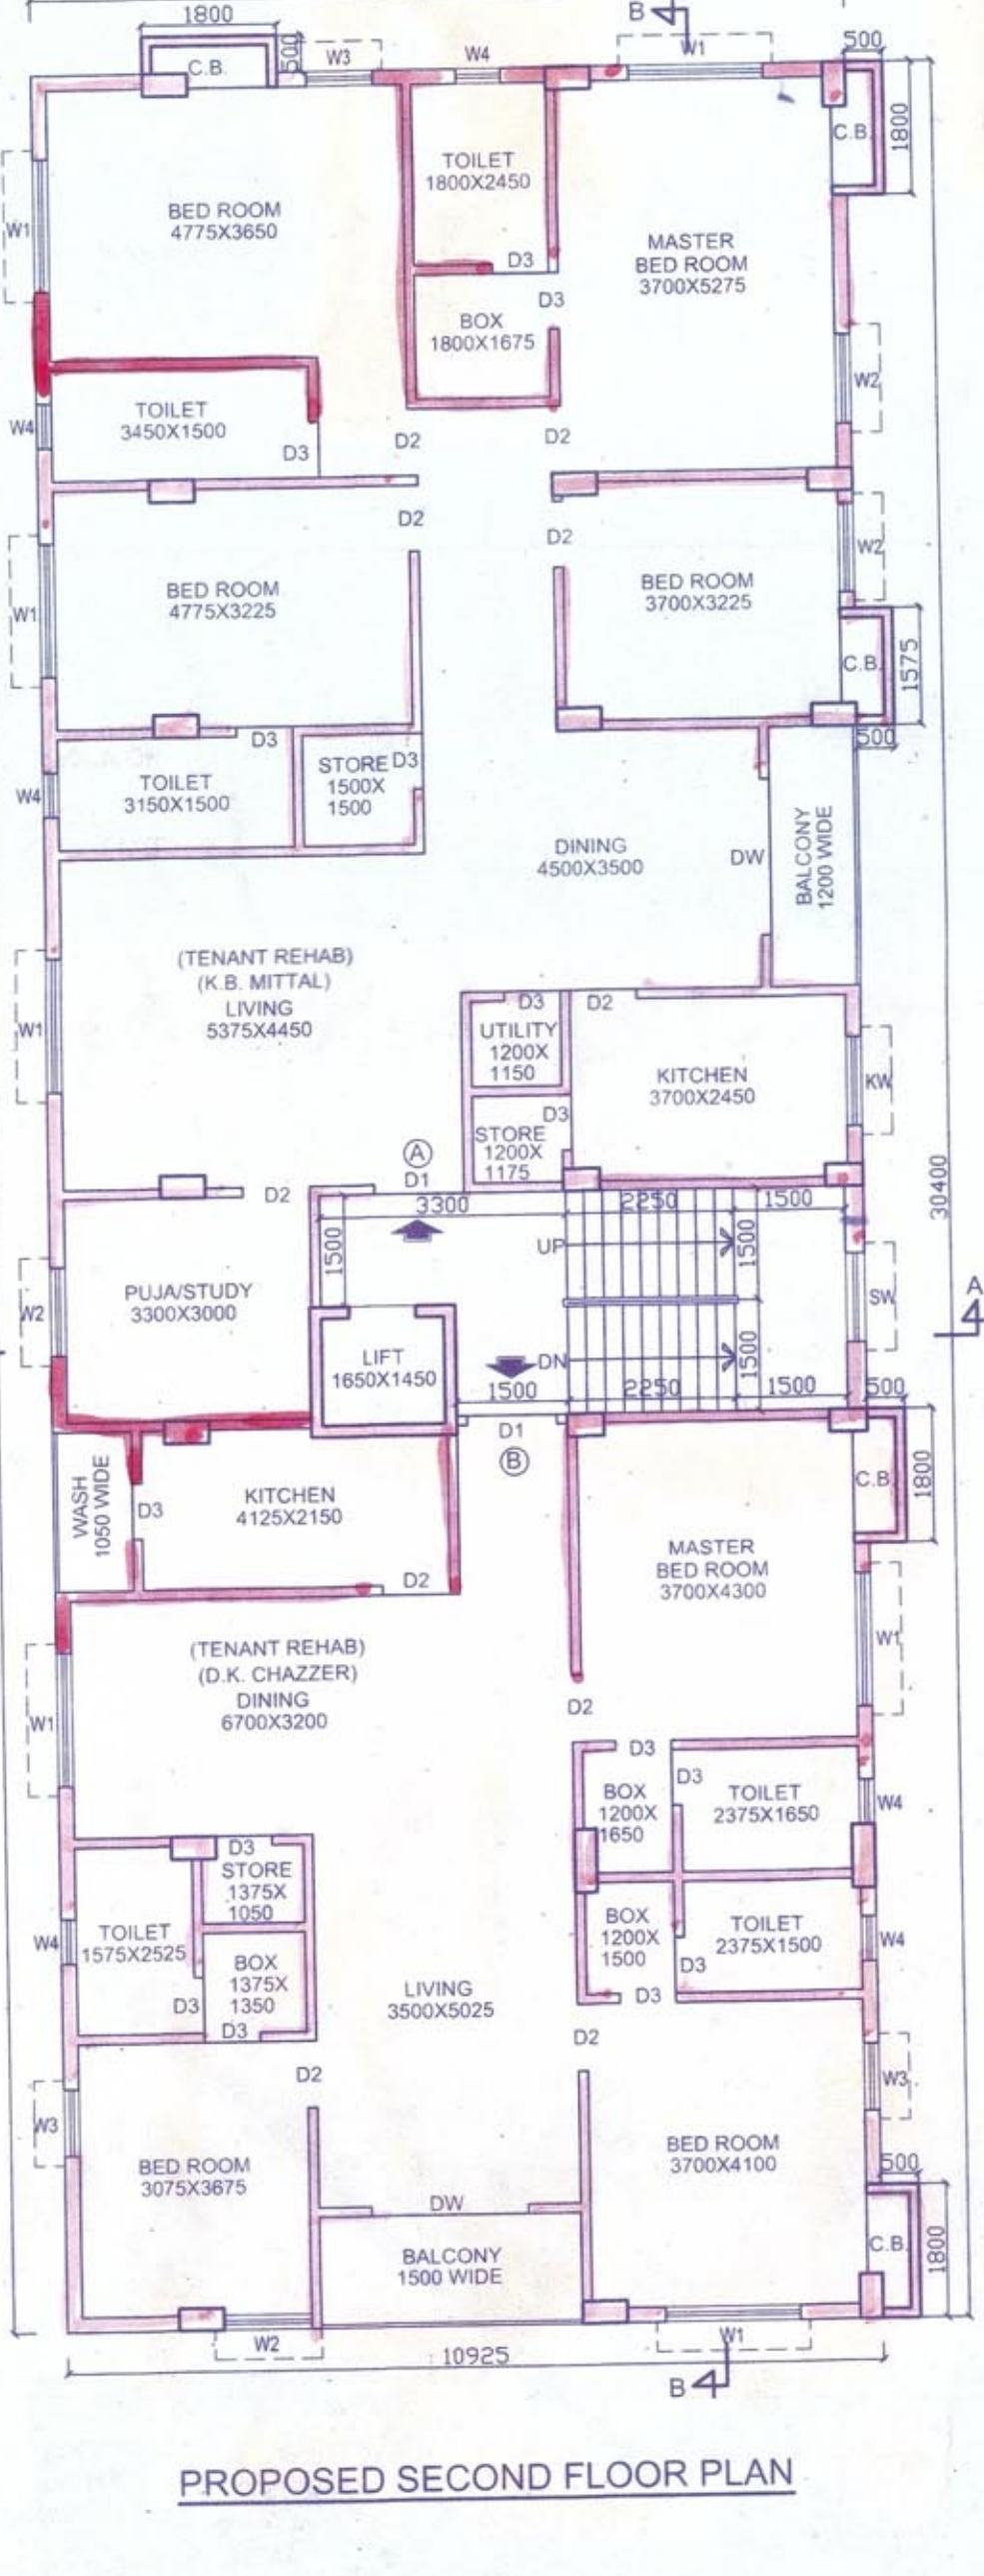 B
1800
500
C.B.
W3
W4
W1
500
C.B.
1800
TOILET
1800X2450
BED ROOM
4775X3650
W1
MASTER
BED ROOM
3700X5275
D3
D3
BOX
1800X1675
W2
TOILET
3450X1500
W4
D3
D2
D2
D2
D2
W2
BED ROOM
4775X3225
BED ROOM
3700X3225
W1
C.B.
1575
500
D3
D3
STORE
1500X
1500
TOILET
3150X1500
W4
DINING
4500X3500
DW
BALCONY
1200 WIDE
(TENANT REHAB)
(K.B. MITTAL)
LIVING
5375X4450
W1
D3
D2
UTILITY
1200X
1150
KITCHEN
3700X2450
KW
D3
STORE
1200X
1175
A
D1
D2
3300
2250
1500
30400
1500
UP
1500
PUJA/STUDY
3300X3000
W2
SW
A
LIFT
1650X1450
DN
1500
1500
2250
1500
500
D1
B
C.B.
1800
WASH
1050 WIDE
D3
KITCHEN
4125X2150
D2
MASTER
BED ROOM
3700X4300
W1
(TENANT REHAB)
(D.K. CHAZZER)
DINING
6700X3200
W1
D2
D3
D3
BOX
1200X
1650
TOILET
2375X1650
W4
D3
STORE
1375X
1050
TOILET
1575X2525
W4
BOX
1375X
1350
D3
D3
BOX
1200X
1500
TOILET
2375X1500
W4
D3
D3
LIVING
3500X5025
D2
D2
W3
W3
BED ROOM
3075X3675
BED ROOM
3700X4100
500
DW
C.B.
1800
BALCONY
1500 WIDE
W2
W1
10925
B
PROPOSED SECOND FLOOR PLAN